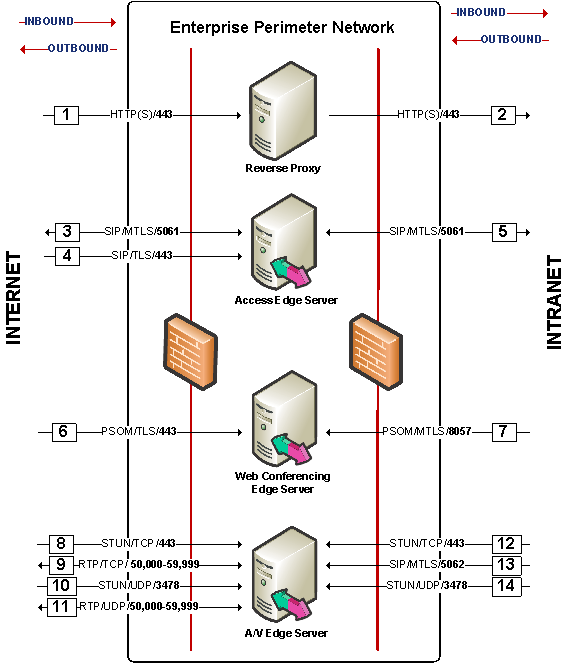 INBOUND
OUTBOUND
Enterprise Perimeter Network
INBOUND
OUTBOUND
INTERNET
INTRANET
1 HTTP(S)/443
HTTP(S)/443 2
Reverse Proxy
3 SIP/MTLS/5061
SIP/MTLS/5061 5
4 SIP/TLS/443
Access Edge Server
6 PSOM/TLS/443
PSOM/MTLS/8057 7
Web Conferencing
Edge Server
8 STUN/TCP/443
STUN/TCP/443 12
9 RTP/TCP/ 50,000-59,999
SIP/MTLS/5062 13
10 STUN/UDP/3478
STUN/UDP/3478 14
11 RTP/UDP/50,000-59,999
A/V Edge Server